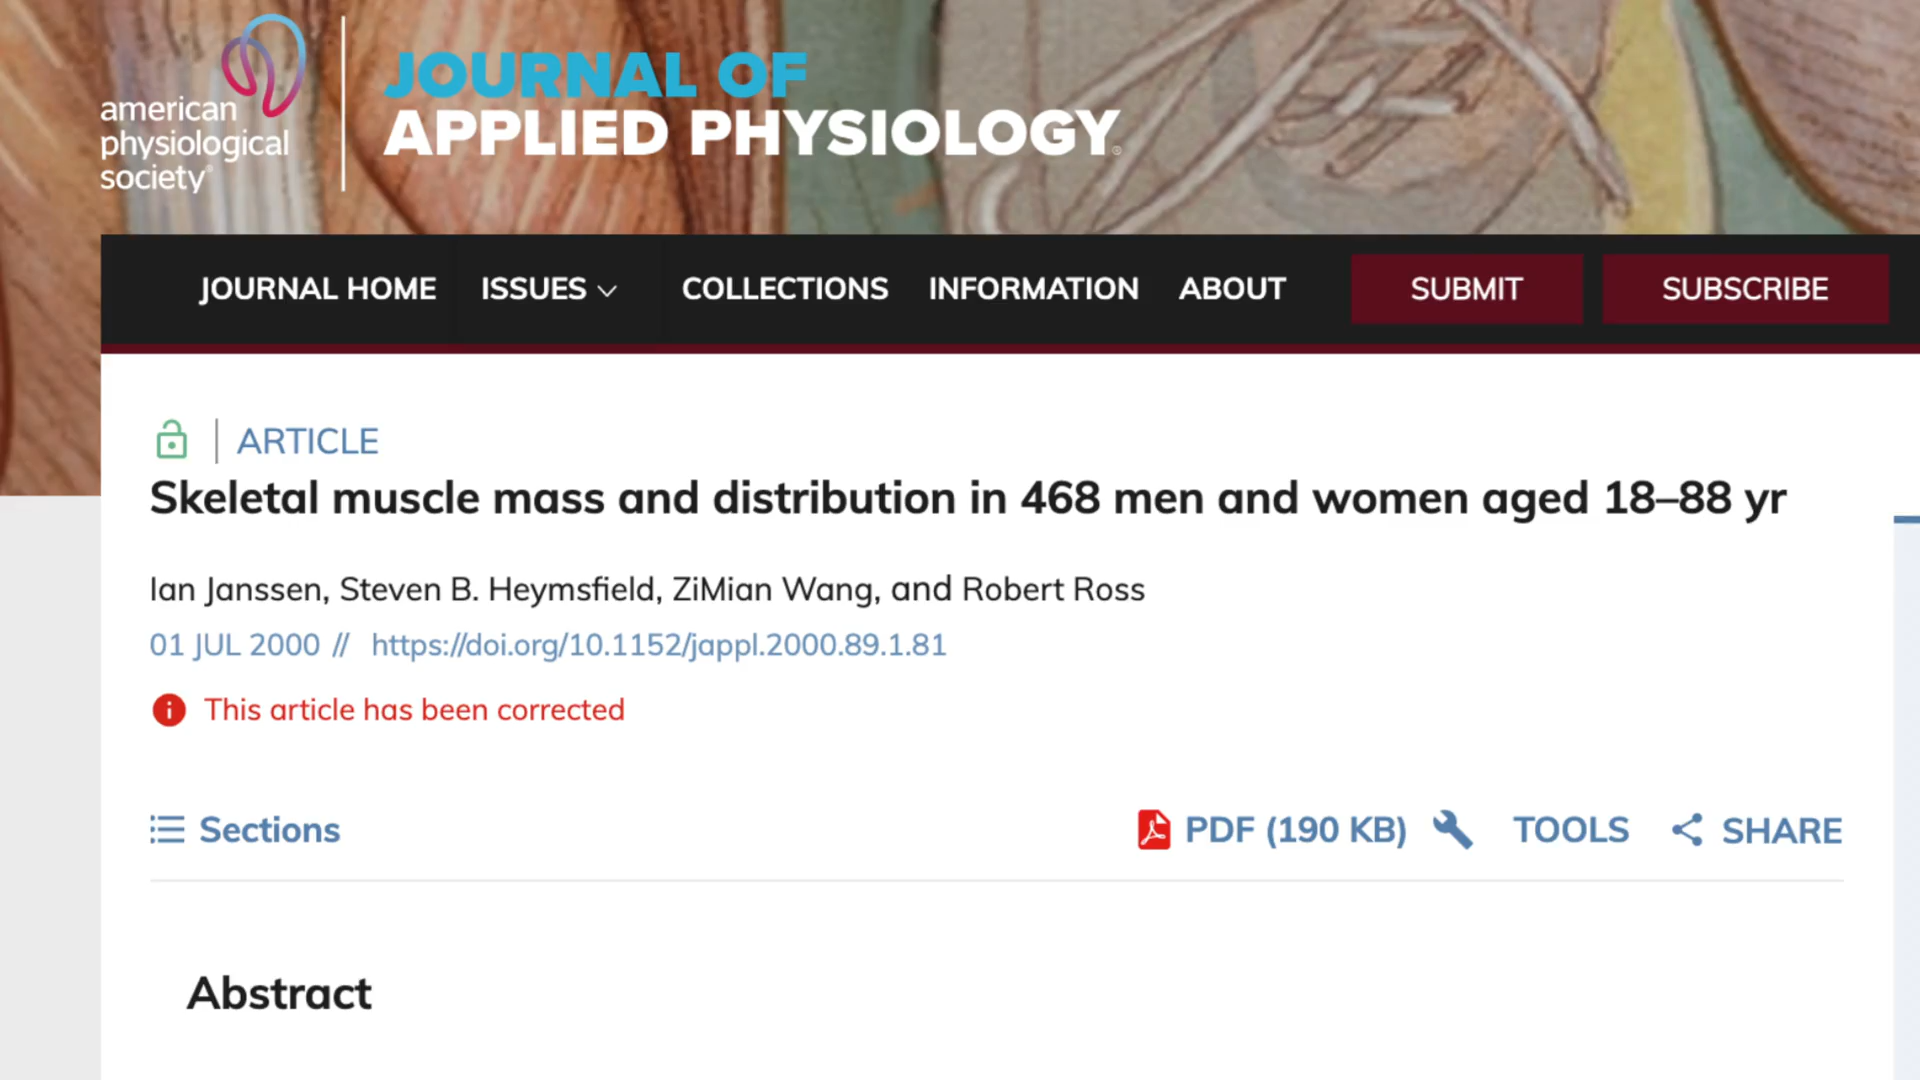 american
physiological
society
JOURNAL OF
APPLIED PHYSIOLOGY®
JOURNAL HOME ISSUES COLLECTIONS INFORMATION ABOUT SUBMIT SUBSCRIBE
ARTICLE
Skeletal muscle mass and distribution in 468 men and women aged 18–88 yr
Ian Janssen, Steven B. Heymsfield, ZiMian Wang, and Robert Ross
01 JUL 2000 // https://doi.org/10.1152/jappl.2000.89.1.81
This article has been corrected
Sections PDF (190 KB) TOOLS SHARE
Abstract